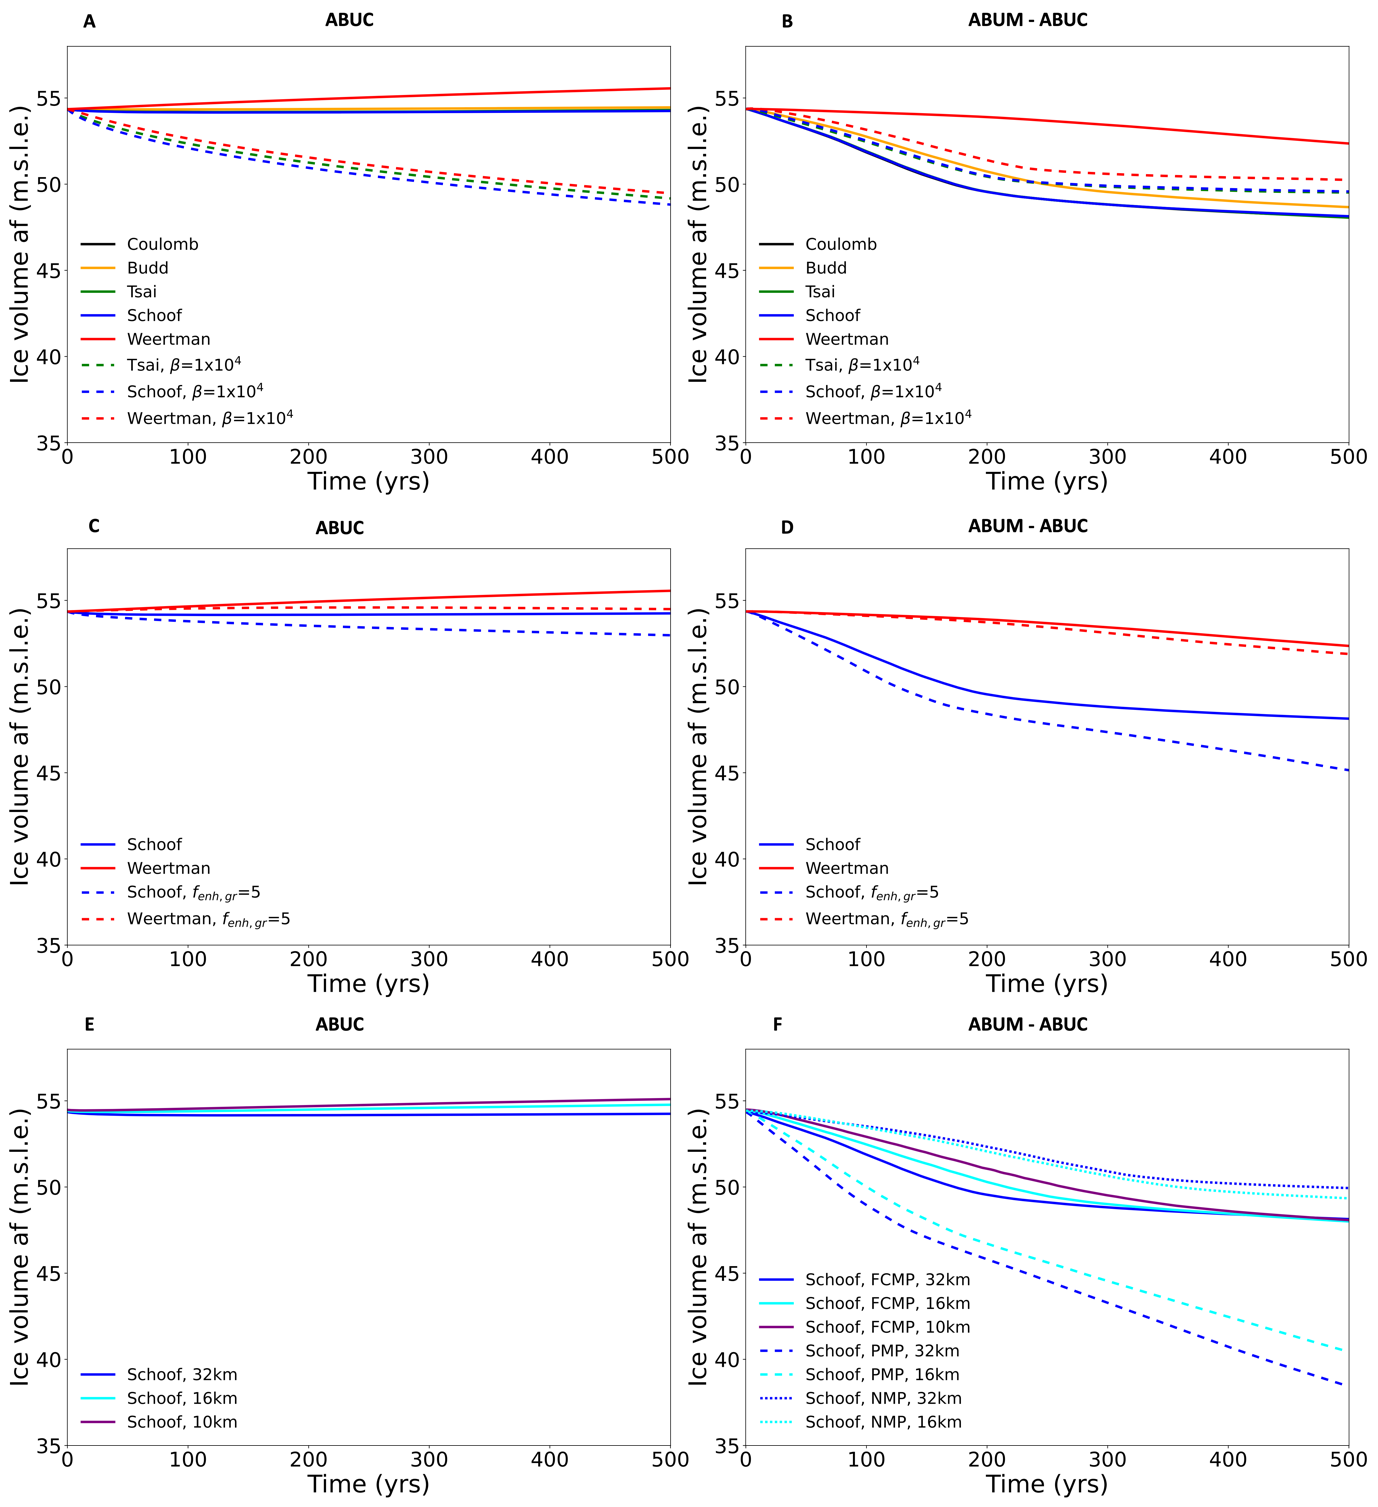 A
ABUC
Ice volume af (m.s.l.e.)
55
50
45
40
35
Coulomb
Budd
Tsai
Schoof
Weertman
Tsai, β=1x10⁴
Schoof, β=1x10⁴
Weertman, β=1x10⁴
0 100 200 300 400 500
Time (yrs)
B
ABUM - ABUC
Ice volume af (m.s.l.e.)
55
50
45
40
35
Coulomb
Budd
Tsai
Schoof
Weertman
Tsai, β=1x10⁴
Schoof, β=1x10⁴
Weertman, β=1x10⁴
0 100 200 300 400 500
Time (yrs)
C
ABUC
Ice volume af (m.s.l.e.)
55
50
45
40
35
Schoof
Weertman
Schoof, fenh,gr=5
Weertman, fenh,gr=5
0 100 200 300 400 500
Time (yrs)
D
ABUM - ABUC
Ice volume af (m.s.l.e.)
55
50
45
40
35
Schoof
Weertman
Schoof, fenh,gr=5
Weertman, fenh,gr=5
0 100 200 300 400 500
Time (yrs)
E
ABUC
Ice volume af (m.s.l.e.)
55
50
45
40
35
Schoof, 32km
Schoof, 16km
Schoof, 10km
0 100 200 300 400 500
Time (yrs)
F
ABUM - ABUC
Ice volume af (m.s.l.e.)
55
50
45
40
35
Schoof, FCMP, 32km
Schoof, FCMP, 16km
Schoof, FCMP, 10km
Schoof, PMP, 32km
Schoof, PMP, 16km
Schoof, NMP, 32km
Schoof, NMP, 16km
0 100 200 300 400 500
Time (yrs)